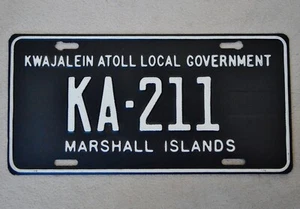 KWAJALEIN ATOLL LOCAL GOVERNMENT
KA-211
MARSHALL ISLANDS